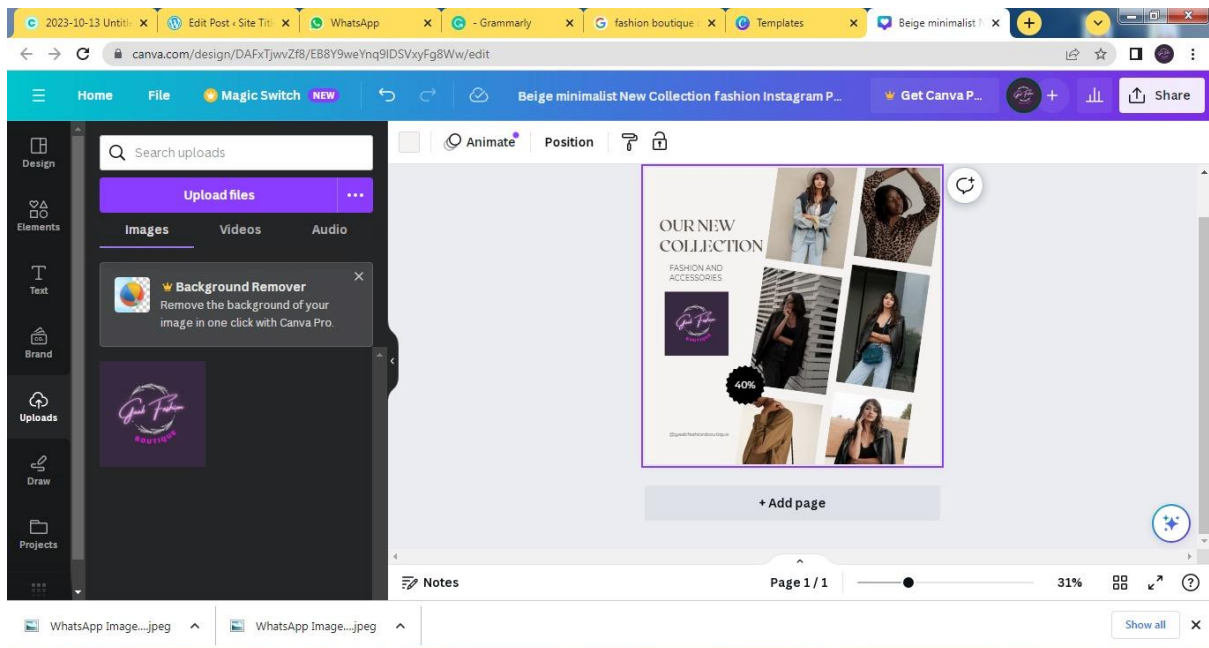 2023-10-13 Untitl
Edit Post ‹ Site Titl
WhatsApp
- Grammarly
fashion boutique
Templates
Beige minimalist N
canva.com/design/DAFxTjwvZf8/EB8Y9weYnq9IDSVxyFg8Ww/edit
Home
File
Magic Switch
NEW
Beige minimalist New Collection fashion Instagram P...
Get Canva P...
Share
Design
Elements
Text
Brand
Uploads
Draw
Projects
Search uploads
Upload files
Images
Videos
Audio
Background Remover
Remove the background of your
image in one click with Canva Pro.
Fashion
BOUTIQUE
Animate
Position
OUR NEW
COLLECTION
FASHION AND
ACCESSORIES
Fashion
BOUTIQUE
40%
+ Add page
Notes
Page 1 / 1
31%
WhatsApp Image....jpeg
WhatsApp Image....jpeg
Show all